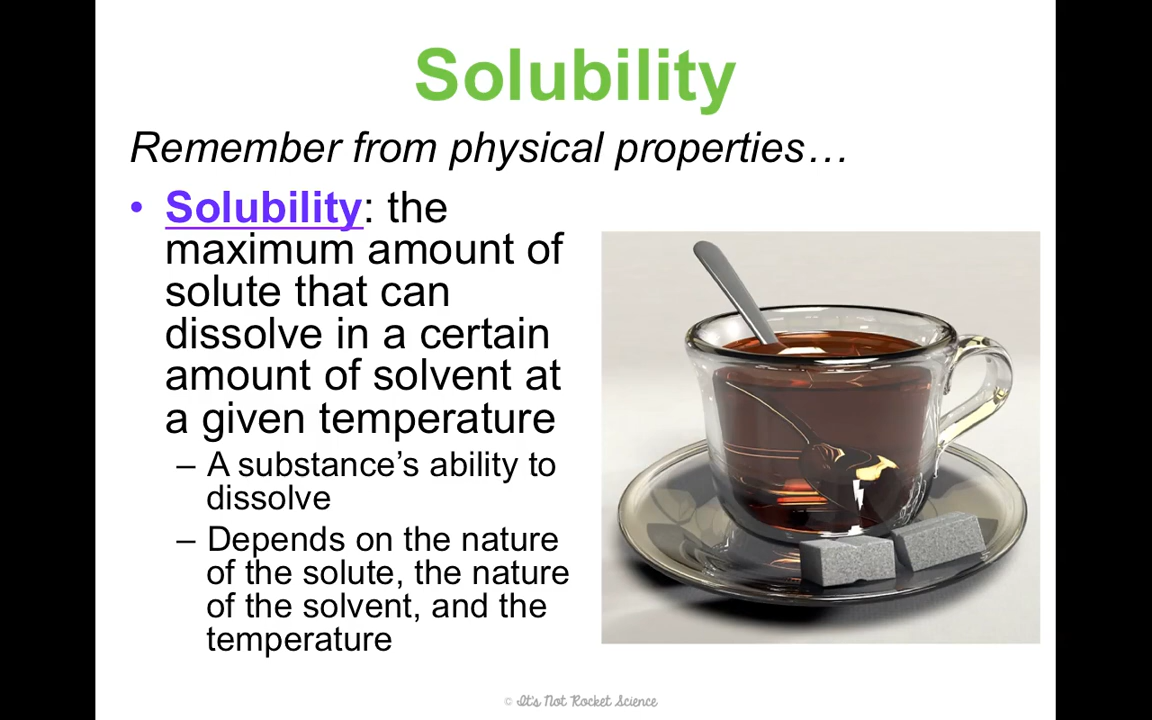 Solubility
Remember from physical properties…
• Solubility: the
maximum amount of
solute that can
dissolve in a certain
amount of solvent at
a given temperature
– A substance’s ability to
dissolve
– Depends on the nature
of the solute, the nature
of the solvent, and the
temperature
© It's Not Rocket Science